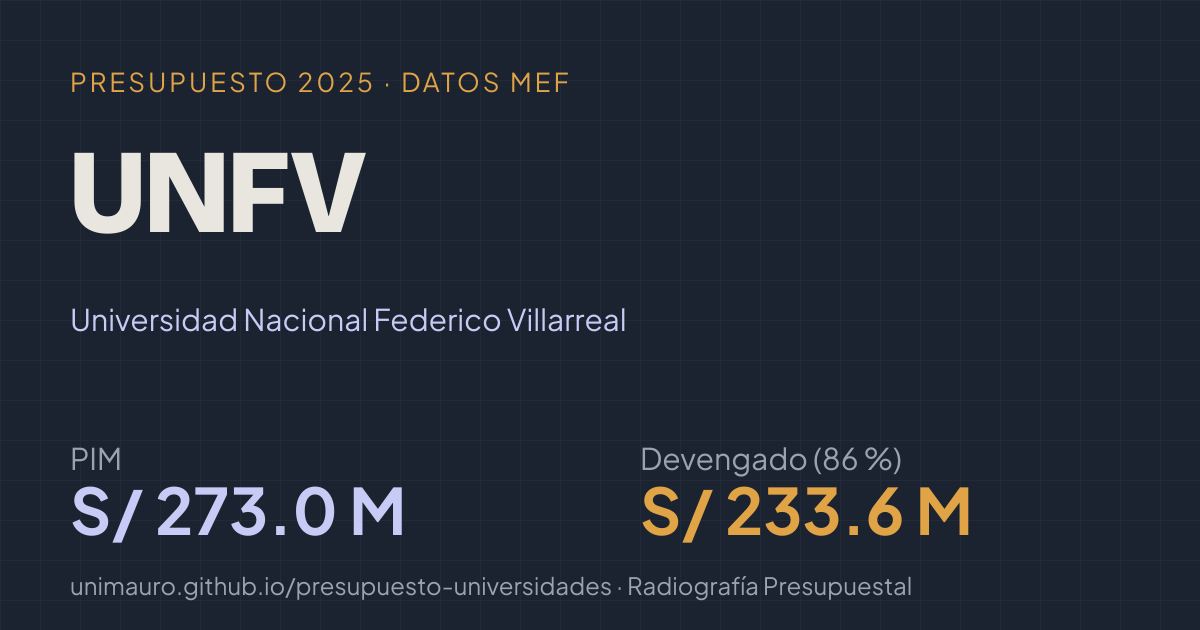 PRESUPUESTO 2025 · DATOS MEF
UNFV
Universidad Nacional Federico Villarreal
PIM
S/ 273.0 M
Devengado (86 %)
S/ 233.6 M
unimauro.github.io/presupuesto-universidades · Radiografía Presupuestal